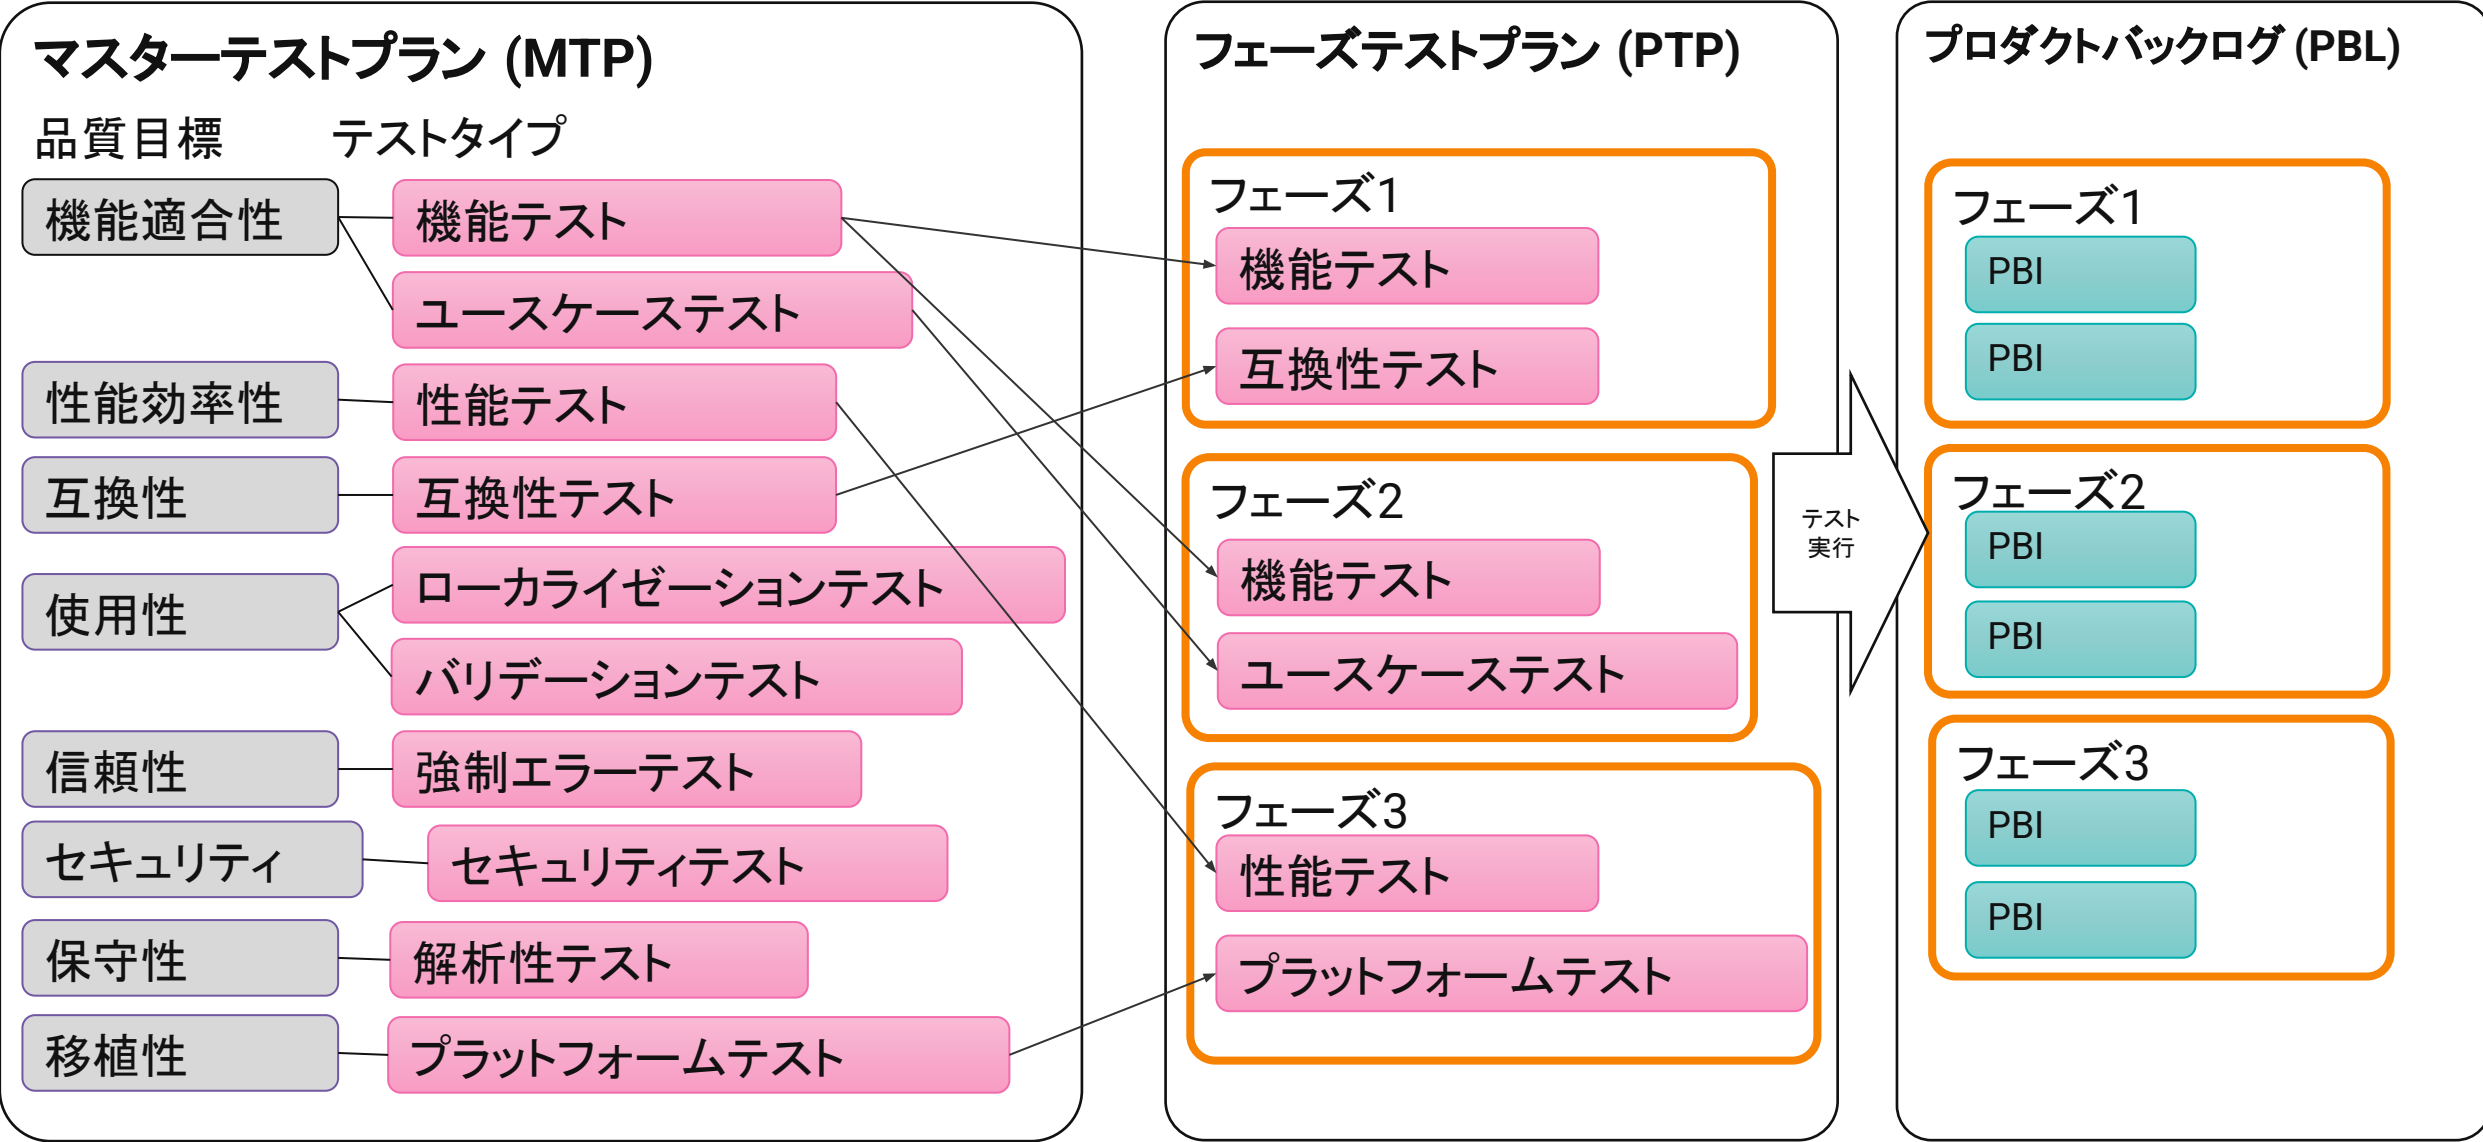 マスターテストプラン (MTP)
品質目標
テストタイプ
機能適合性
機能テスト
ユースケーステスト
性能効率性
性能テスト
互換性
互換性テスト
使用性
ローカライゼーションテスト
バリデーションテスト
信頼性
強制エラーテスト
セキュリティ
セキュリティテスト
保守性
解析性テスト
移植性
プラットフォームテスト
フェーズテストプラン (PTP)
フェーズ1
機能テスト
互換性テスト
フェーズ2
機能テスト
ユースケーステスト
フェーズ3
性能テスト
プラットフォームテスト
テスト
実行
プロダクトバックログ (PBL)
フェーズ1
PBI
PBI
フェーズ2
PBI
PBI
フェーズ3
PBI
PBI